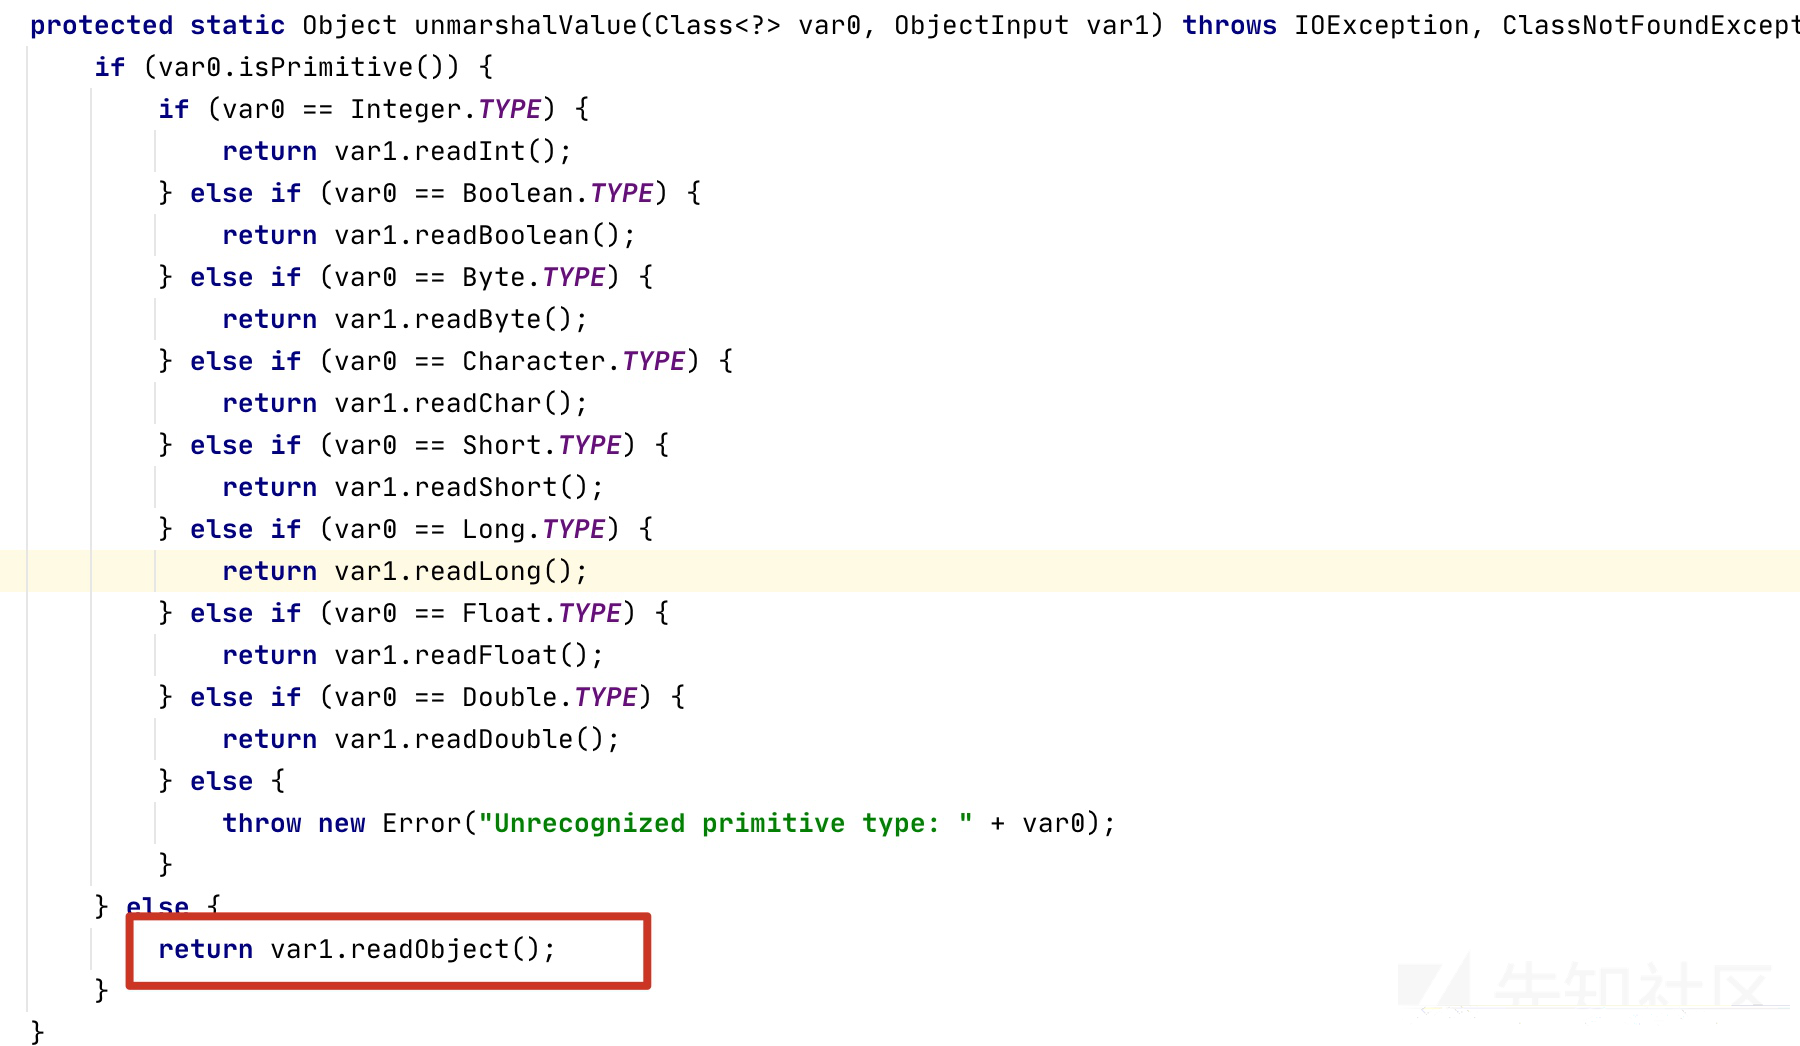 protected static Object unmarshalValue(Class<?> var0, ObjectInput var1) throws IOException, ClassNotFoundExcept
if (var0.isPrimitive()) {
if (var0 == Integer.TYPE) {
return var1.readInt();
} else if (var0 == Boolean.TYPE) {
return var1.readBoolean();
} else if (var0 == Byte.TYPE) {
return var1.readByte();
} else if (var0 == Character.TYPE) {
return var1.readChar();
} else if (var0 == Short.TYPE) {
return var1.readShort();
} else if (var0 == Long.TYPE) {
return var1.readLong();
} else if (var0 == Float.TYPE) {
return var1.readFloat();
} else if (var0 == Double.TYPE) {
return var1.readDouble();
} else {
throw new Error("Unrecognized primitive type: " + var0);
}
} else {
return var1.readObject();
}
}
先知社区